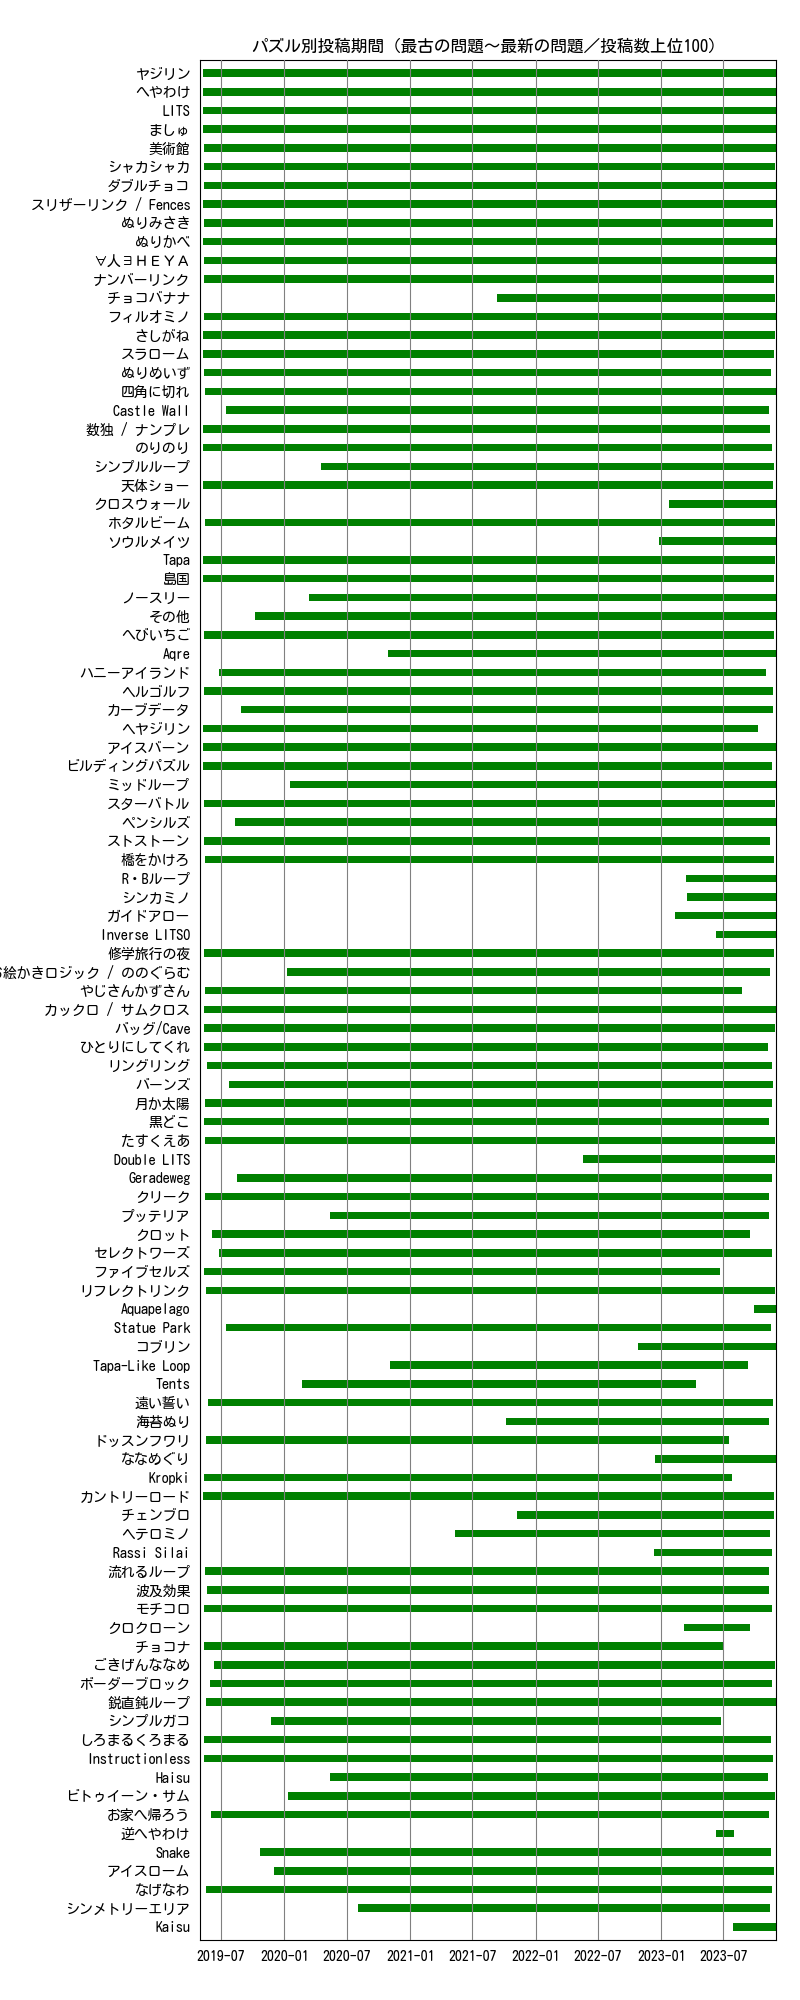 パズル別投稿期間（最古の問題～最新の問題／投稿数上位100）
ヤジリン
へやわけ
LITS
ましゅ
美術館
シャカシャカ
ダブルチョコ
スリザーリンク / Fences
ぬりみさき
ぬりかべ
∀人ヨＨＥＹＡ
ナンバーリンク
チョコバナナ
フィルオミノ
さしがね
スラローム
ぬりめいず
四角に切れ
Castle Wall
数独 / ナンプレ
のりのり
シンプルループ
天体ショー
クロスウォール
ホタルビーム
ソウルメイツ
Tapa
島国
ノースリー
その他
へびいちご
Aqre
ハニーアイランド
ヘルゴルフ
カーブデータ
ヘヤジリン
アイスバーン
ビルディングパズル
ミッドループ
スターバトル
ペンシルズ
ストストーン
橋をかけろ
R・Bループ
シンカミノ
ガイドアロー
Inverse LITSO
修学旅行の夜
絵かきロジック / ののぐらむ
やじさんかずさん
カックロ / サムクロス
バッグ/Cave
ひとりにしてくれ
リングリング
バーンズ
月か太陽
黒どこ
たすくえあ
Double LITS
Geradeweg
クリーク
プッテリア
クロット
セレクトワーズ
ファイブセルズ
リフレクトリンク
Aquapelago
Statue Park
コブリン
Tapa-Like Loop
Tents
遠い誓い
海苔ぬり
ドッスンフワリ
ななめぐり
Kropki
カントリーロード
チェンブロ
ヘテロミノ
Rassi Silai
流れるループ
波及効果
モチコロ
クロクローン
チョコナ
ごきげんななめ
ボーダーブロック
鋭直鈍ループ
シンプルガコ
しろまるくろまる
Instructionless
Haisu
ビトゥイーン・サム
お家へ帰ろう
逆へやわけ
Snake
アイスローム
なげなわ
シンメトリーエリア
Kaisu
2019-07 2020-01 2020-07 2021-01 2021-07 2022-01 2022-07 2023-01 2023-07